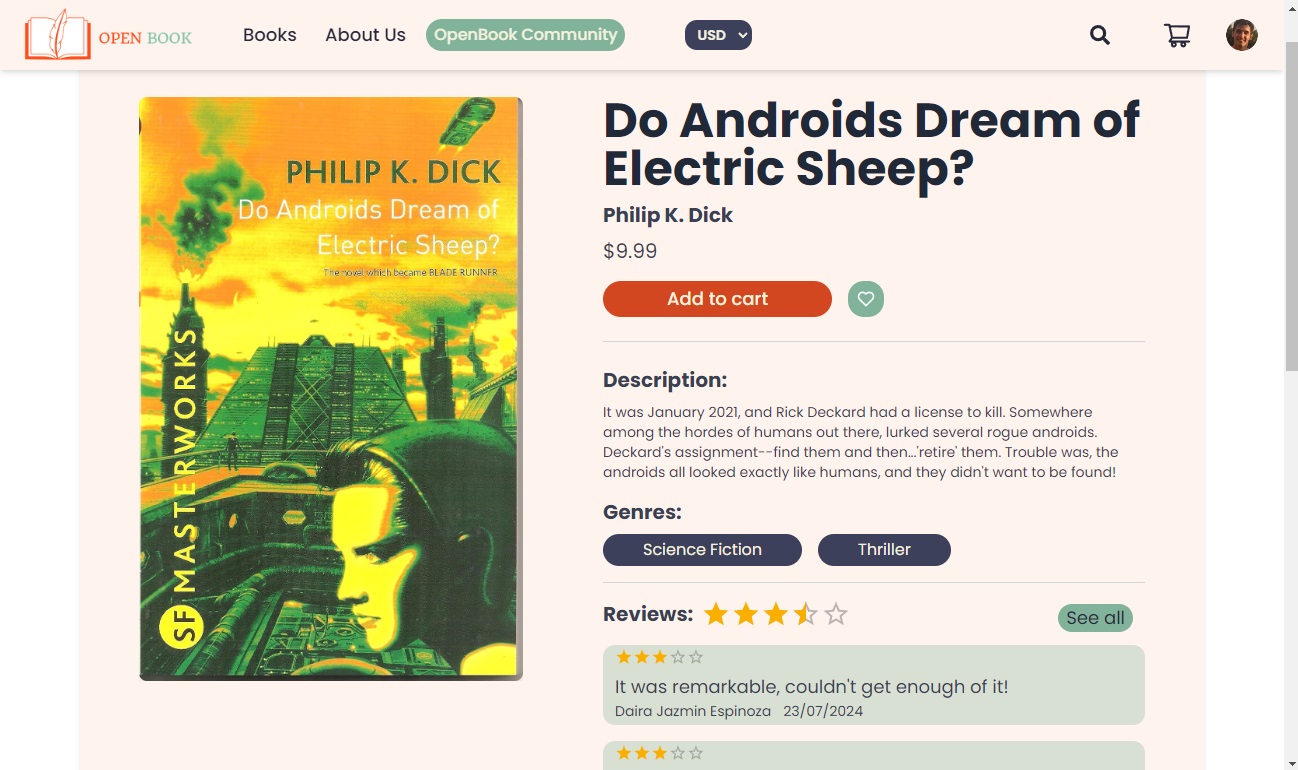 OPEN BOOK
Books
About Us
OpenBook Community
USD
PHILIP K. DICK
Do Androids Dream of
Electric Sheep?
The novel which became BLADE RUNNER
SF MASTERWORKS
Do Androids Dream of
Electric Sheep?
Philip K. Dick
$9.99
Add to cart
Description:
It was January 2021, and Rick Deckard had a license to kill. Somewhere
among the hordes of humans out there, lurked several rogue androids.
Deckard's assignment--find them and then...'retire' them. Trouble was, the
androids all looked exactly like humans, and they didn't want to be found!
Genres:
Science Fiction
Thriller
Reviews:
See all
It was remarkable, couldn't get enough of it!
Daira Jazmin Espinoza 23/07/2024